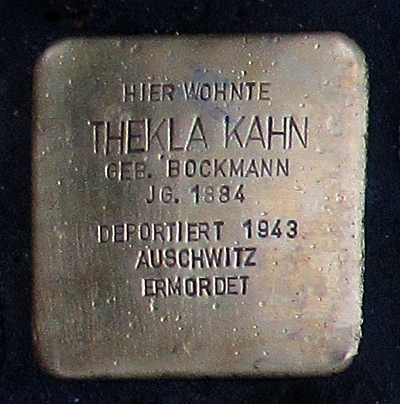 HIER WOHNTE
THEKLA KAHN
GEB. BOCKMANN
JG. 1884
DEPORTIERT 1943
AUSCHWITZ
ERMORDET